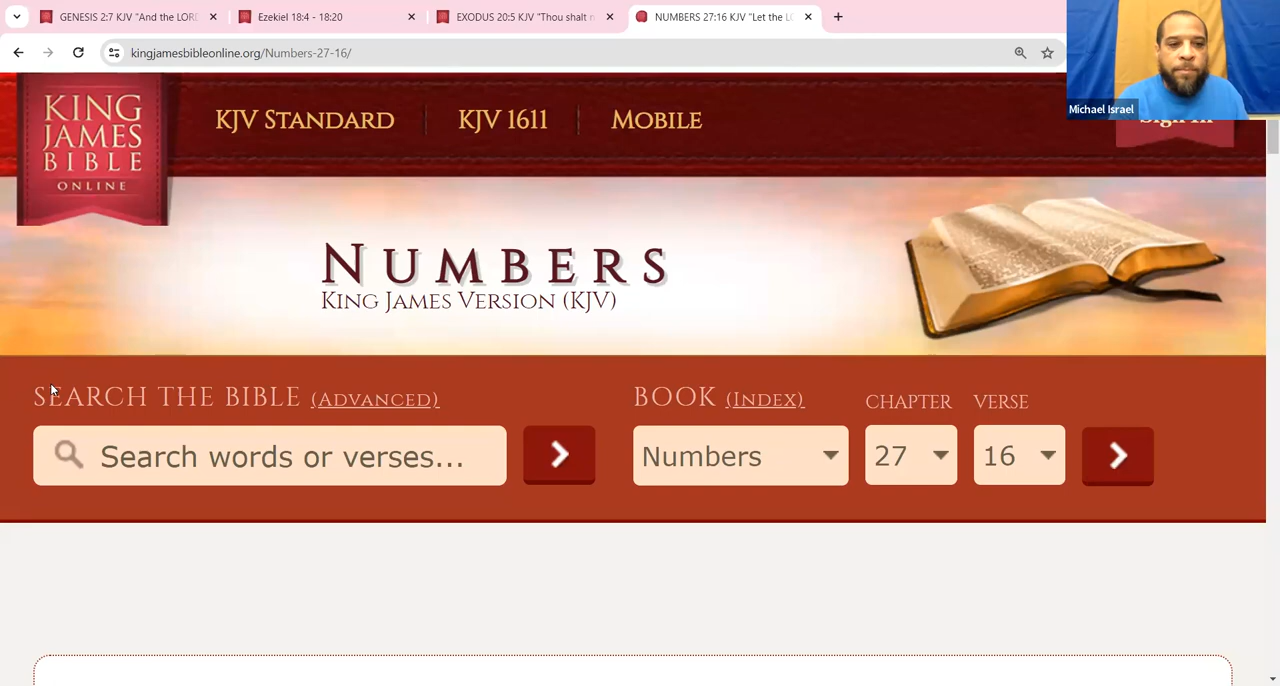 GENESIS 2:7 KJV "And the LORD
Ezekiel 18:4 - 18:20
EXODUS 20:5 KJV "Thou shalt n
NUMBERS 27:16 KJV "Let the LO
kingjamesbibleonline.org/Numbers-27-16/
Michael Israel
Sign In
KING
JAMES
BIBLE
ONLINE
KJV STANDARD
KJV 1611
MOBILE
NUMBERS
KING JAMES VERSION (KJV)
SEARCH THE BIBLE (ADVANCED)
BOOK (INDEX)
CHAPTER
VERSE
Search words or verses...
Numbers
27
16